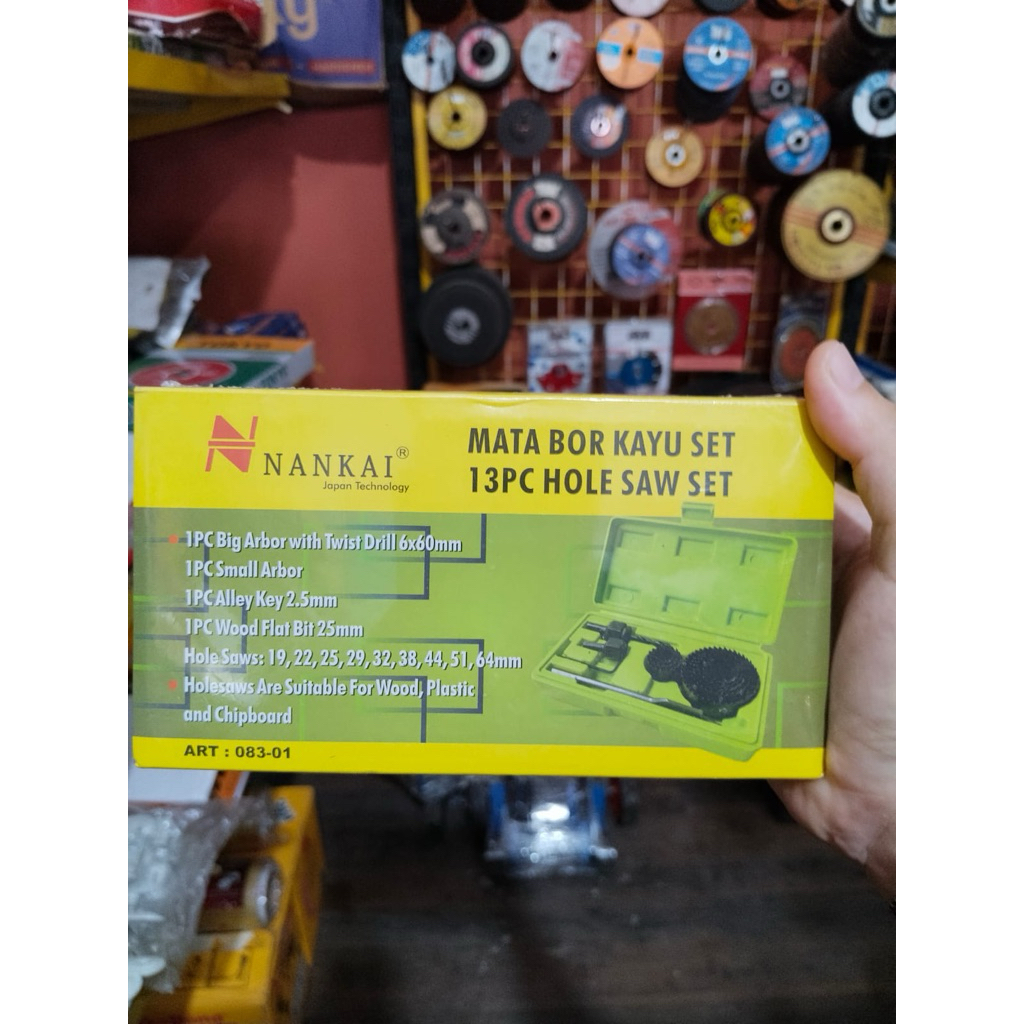 NANKAI®
Japan Technology
MATA BOR KAYU SET
13PC HOLE SAW SET
1PC Big Arbor with Twist Drill 6x60mm
1PC Small Arbor
1PC Alley Key 2.5mm
1PC Wood Flat Bit 25mm
Hole Saws: 19, 22, 25, 29, 32, 38, 44, 51, 64mm
Holesaws Are Suitable For Wood, Plastic
and Chipboard
ART : 083-01